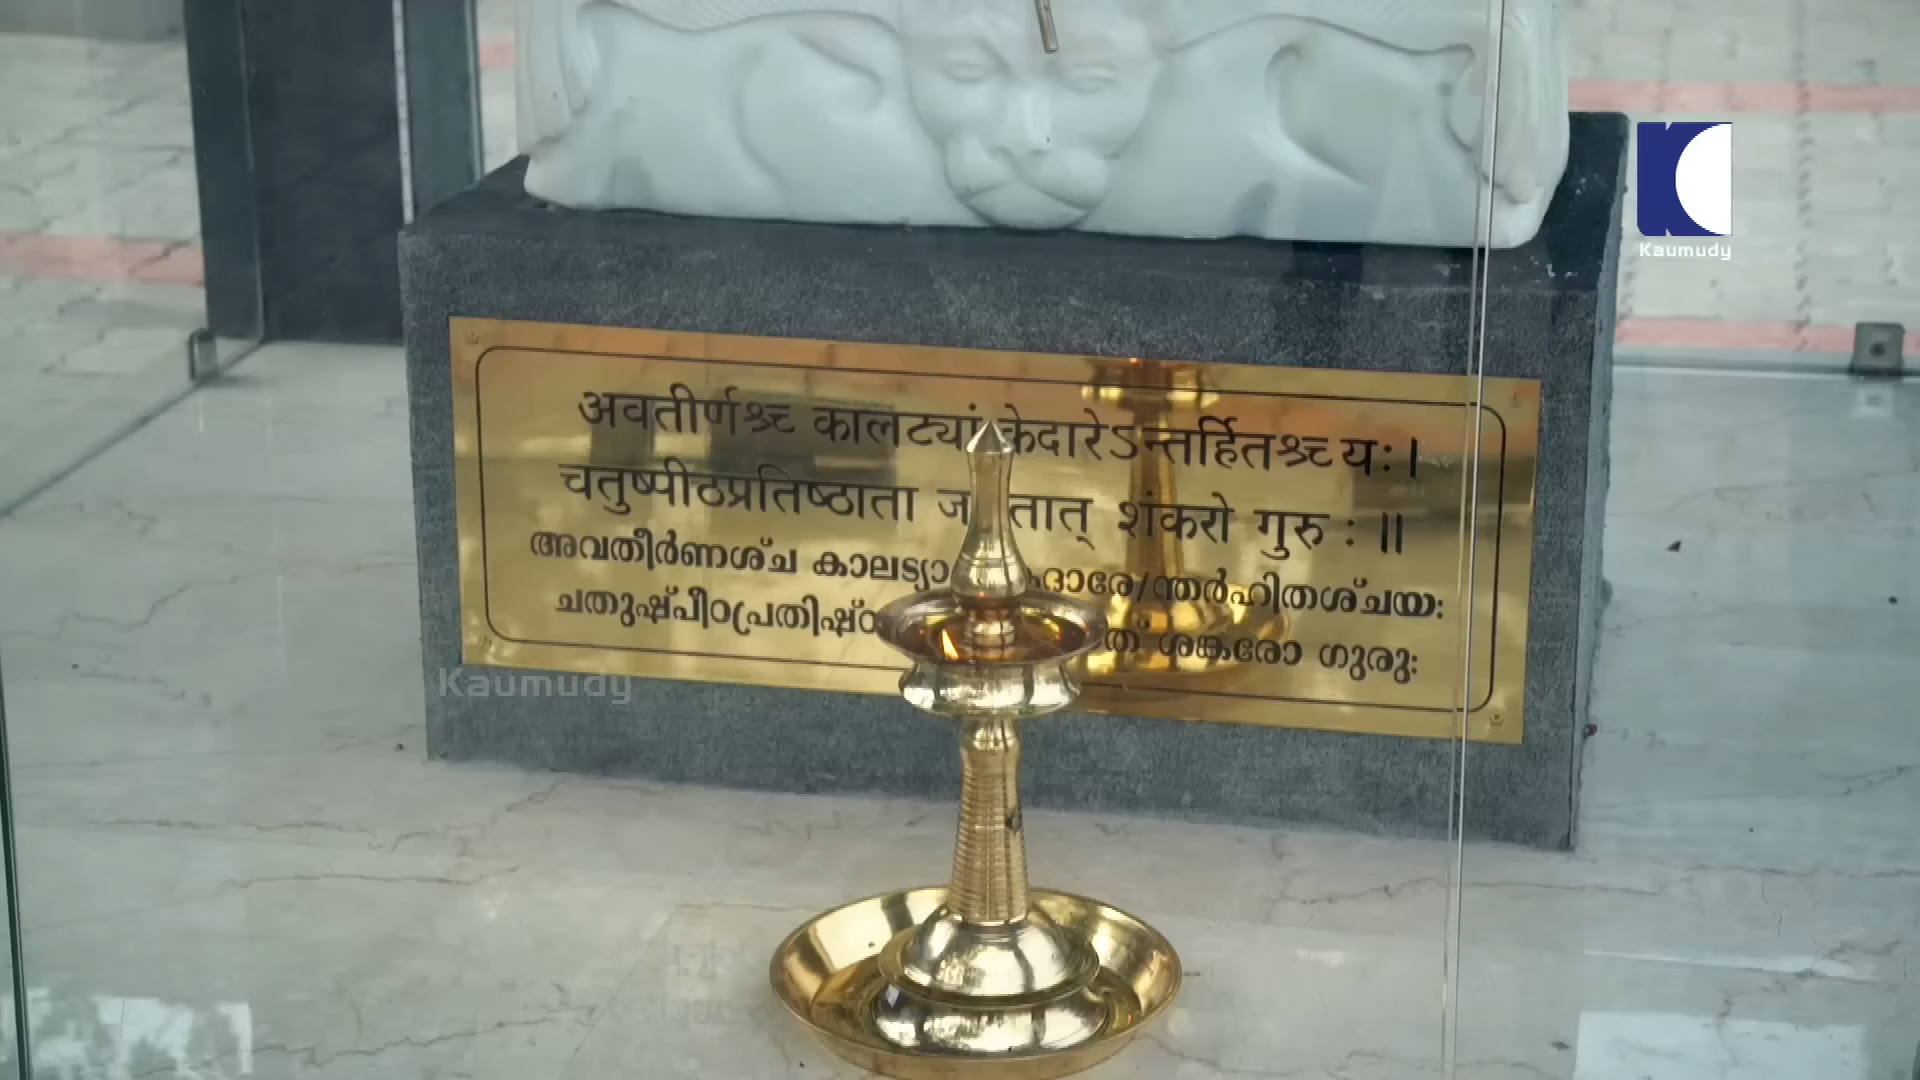 अवतीर्णश्च कालट्यां केदारेऽन्तर्हितश्च यः।
चतुष्पीठप्रतिष्ठाता शंकरो गुरु : ॥
അവതീർണശ്ച കാലട്യാ ദാരേ/ന്തർഹിതശ്ചയ:
ചതുഷ്പീഠപ്രതിഷ്ഠ ത് ശങ്കരോ ഗുരു:
Kaumudy
Kaumudy